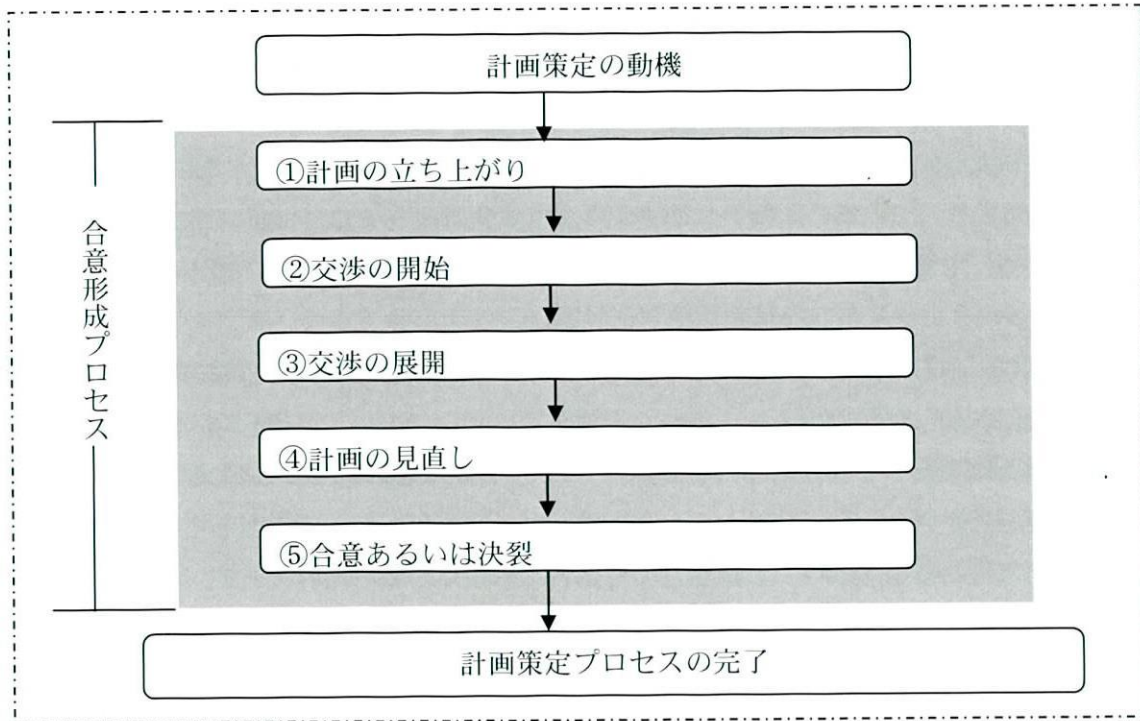 計画策定の動機
①計画の立ち上がり
②交渉の開始
③交渉の展開
④計画の見直し
⑤合意あるいは決裂
合意形成プロセス
計画策定プロセスの完了